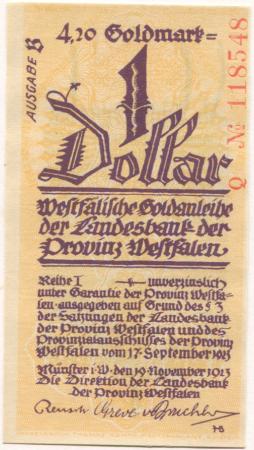 AUSGABE B
4,20 Goldmark=
1
Dollar
Q № 118548
Westfälische Goldanleihe
der Landesbank der
Provinz Westfalen
Reihe I unverzinslich
unter Garantie der Provinz Westfa-
len ausgegeben auf Grund des § 3
der Satzungen der Landesbank
der Provinz Westfalen und des
Provinzialausschusses der Provinz
Westfalen vom 17 September 1923
Münster i.W. den 19 November 1923
Die Direktion der Landesbank
der Provinz Westfalen